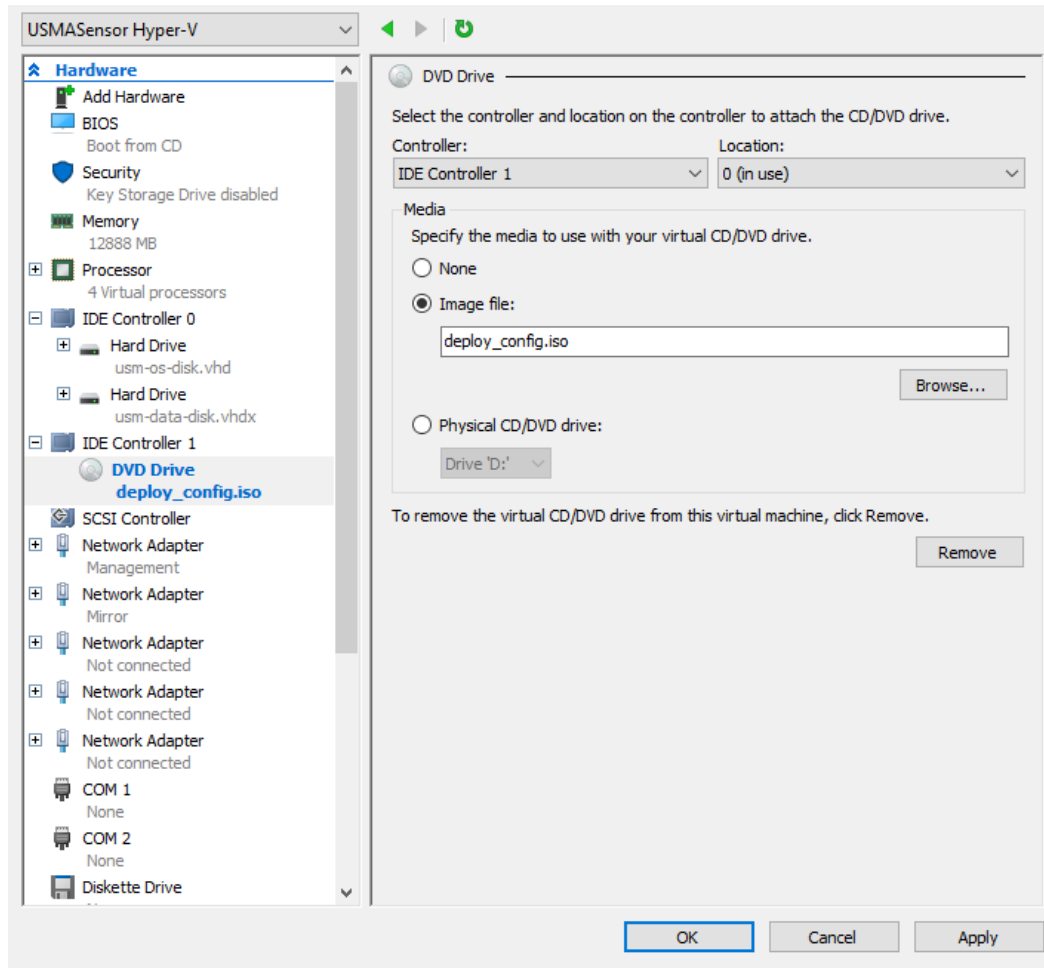 USMASensor Hyper-V
Hardware
Add Hardware
BIOS
Boot from CD
Security
Key Storage Drive disabled
Memory
12888 MB
Processor
4 Virtual processors
IDE Controller 0
Hard Drive
usm-os-disk.vhd
Hard Drive
usm-data-disk.vhdx
IDE Controller 1
DVD Drive
deploy_config.iso
SCSI Controller
Network Adapter
Management
Network Adapter
Mirror
Network Adapter
Not connected
Network Adapter
Not connected
Network Adapter
Not connected
COM 1
None
COM 2
None
Diskette Drive
DVD Drive
Select the controller and location on the controller to attach the CD/DVD drive.
Controller: Location:
IDE Controller 1 0 (in use)
Media
Specify the media to use with your virtual CD/DVD drive.
None
Image file:
deploy_config.iso
Browse...
Physical CD/DVD drive:
Drive 'D:'
To remove the virtual CD/DVD drive from this virtual machine, click Remove.
Remove
OK Cancel Apply